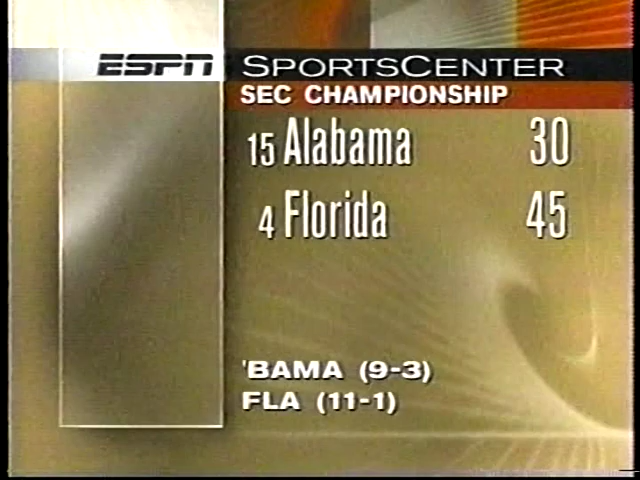 ESPN SPORTSCENTER
SEC CHAMPIONSHIP
15 Alabama 30
4 Florida 45
'BAMA (9-3)
FLA (11-1)